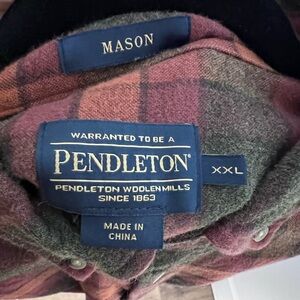 MASON
WARRANTED TO BE A
PENDLETON®
PENDLETON WOOLEN MILLS
SINCE 1863
XXL
MADE IN
CHINA